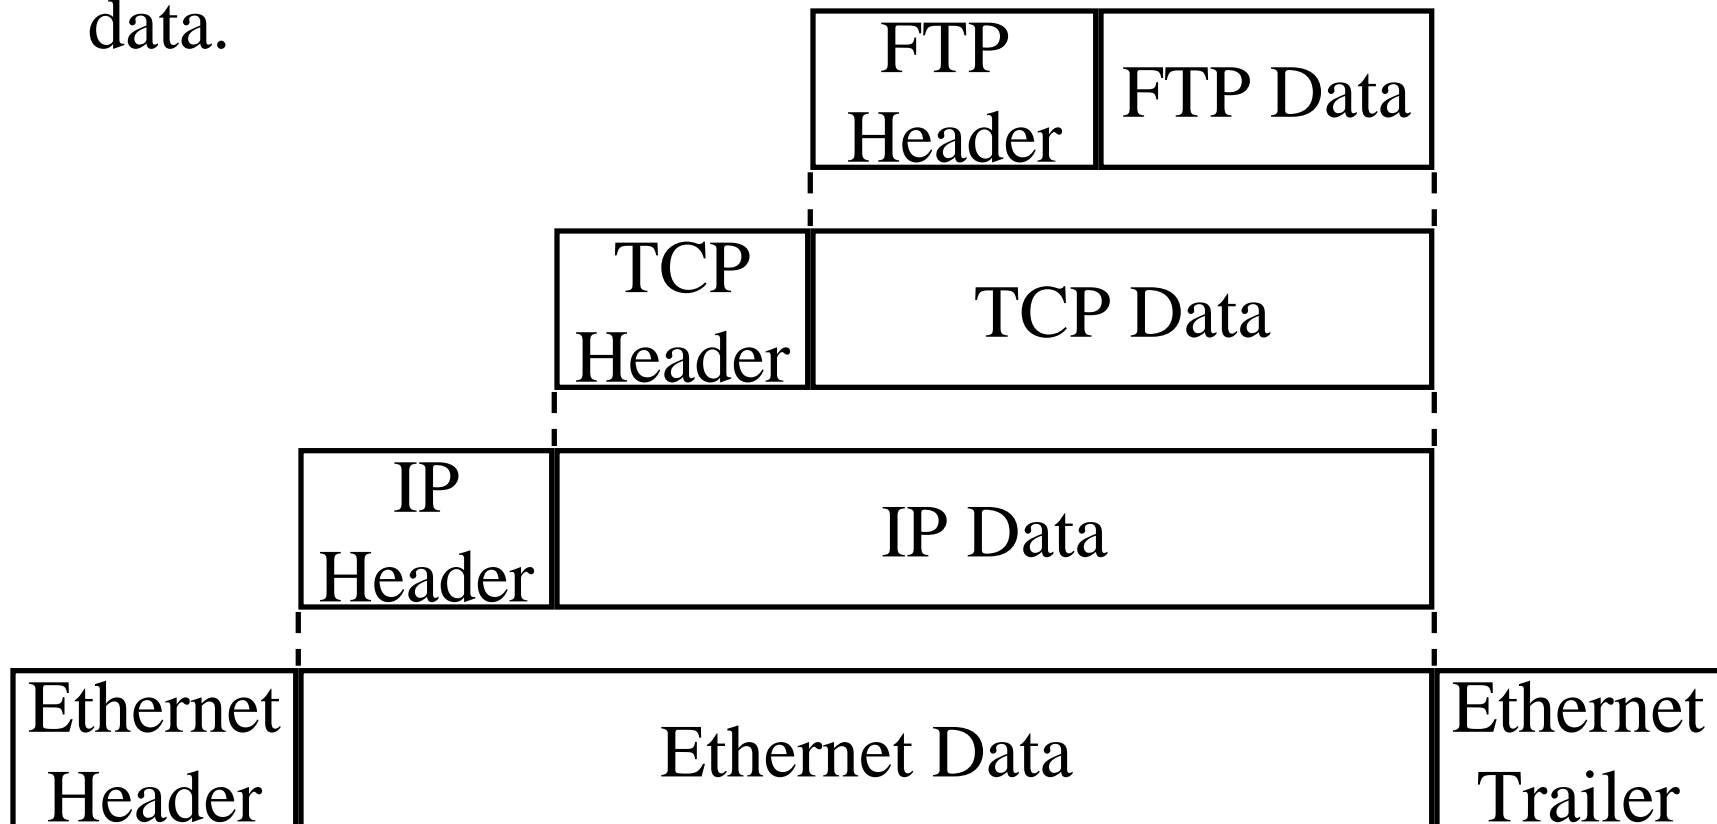 data.
FTP
Header
FTP Data
TCP
Header
TCP Data
IP
Header
IP Data
Ethernet
Header
Ethernet Data
Ethernet
Trailer